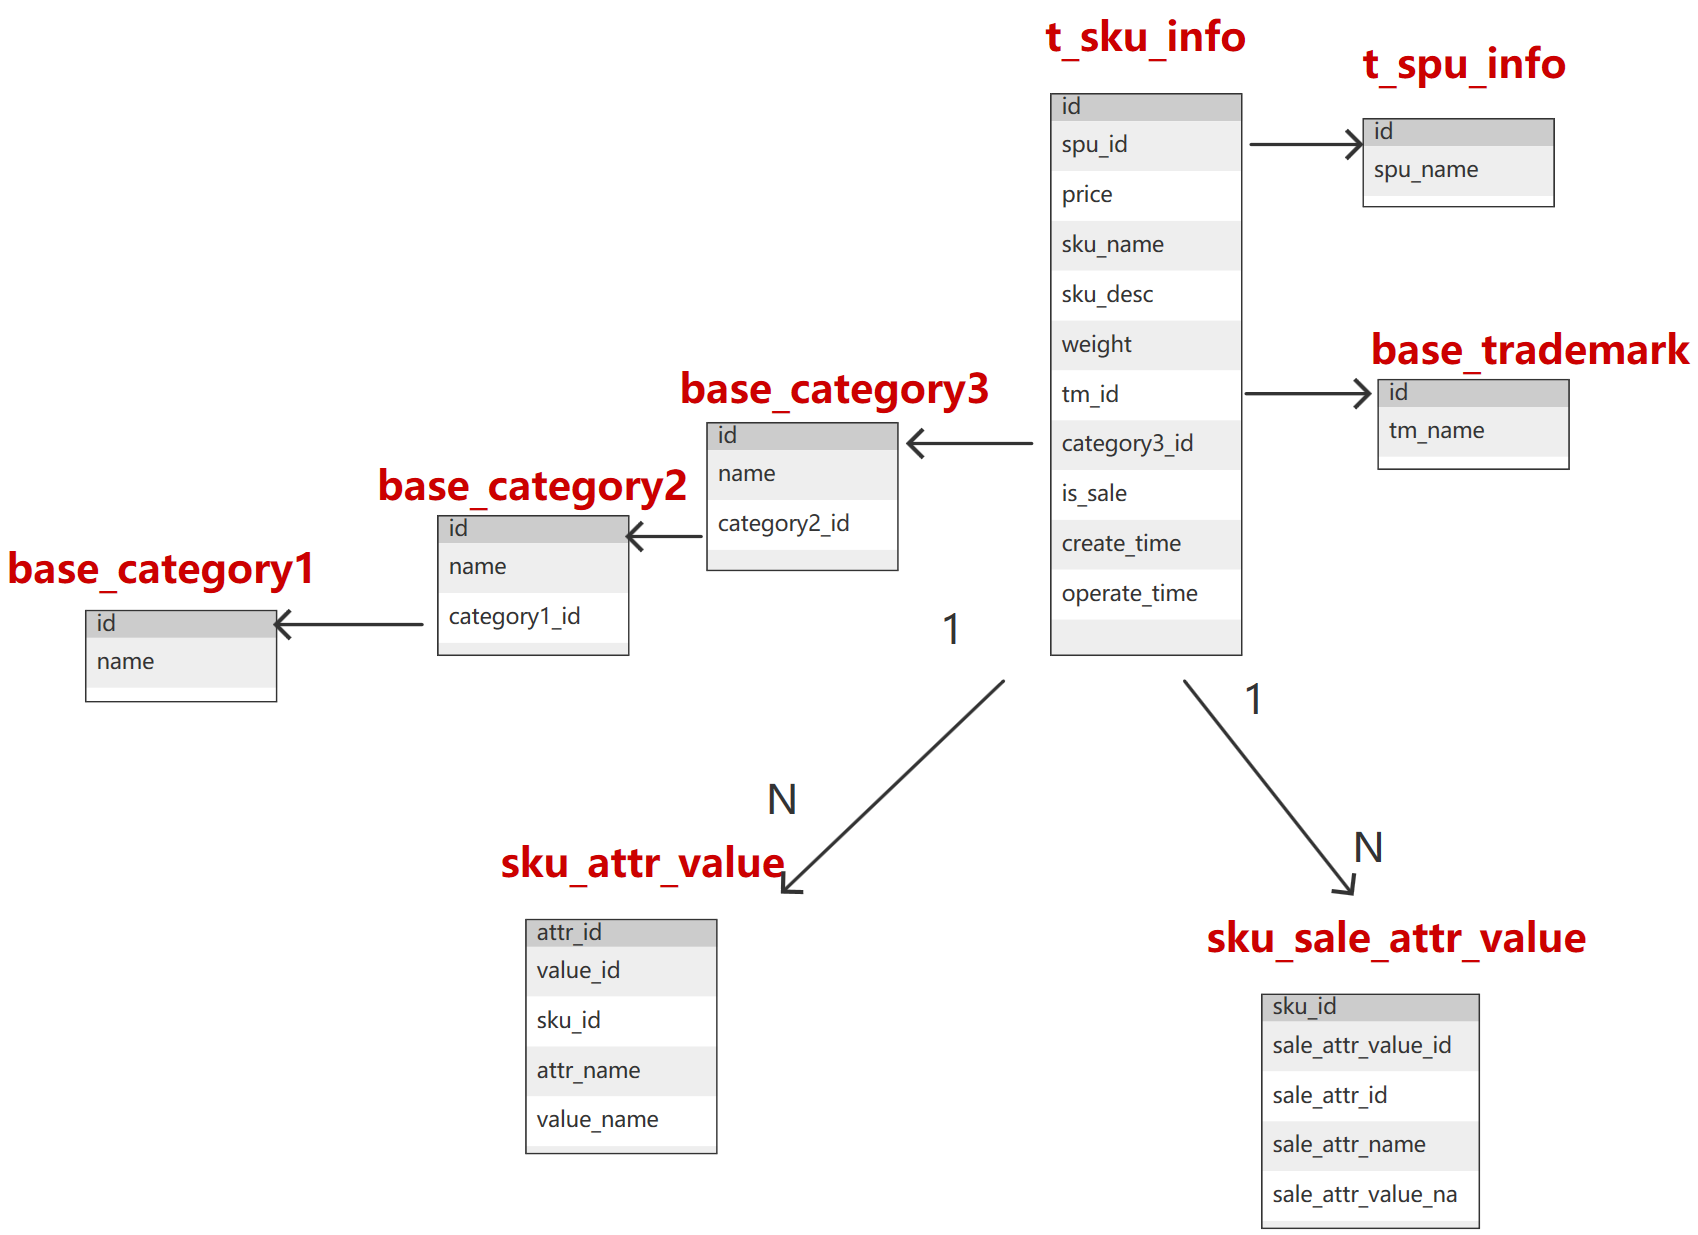 t_sku_info
id
spu_id
price
sku_name
sku_desc
weight
tm_id
category3_id
is_sale
create_time
operate_time
t_spu_info
id
spu_name
base_trademark
id
tm_name
base_category3
id
name
category2_id
base_category2
id
name
category1_id
base_category1
id
name
1
N
sku_attr_value
attr_id
value_id
sku_id
attr_name
value_name
1
N
sku_sale_attr_value
sku_id
sale_attr_value_id
sale_attr_id
sale_attr_name
sale_attr_value_na